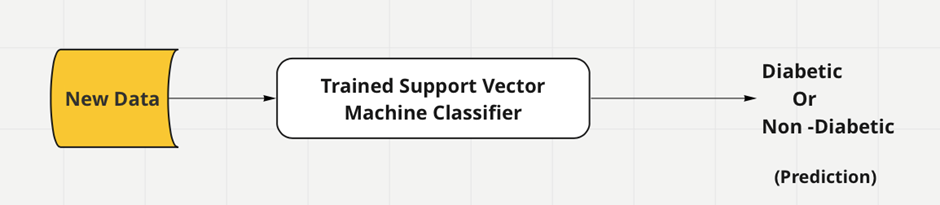 New Data
Trained Support Vector
Machine Classifier
Diabetic
Or
Non -Diabetic
(Prediction)